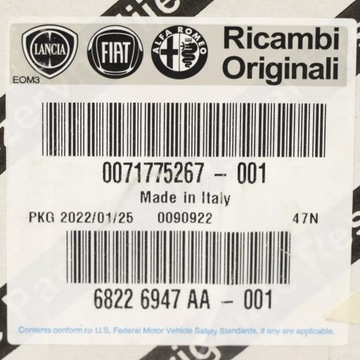 LANCIA FIAT ALFA ROMEO Ricambi
Originali
EOM3
0071775267 - 001
Made in Italy
PKG 2022/01/25 0090922 47N
6822 6947 AA - 001
Contents conform to U.S. Federal Motor Vehicle Safety Standards, if any are applicable.